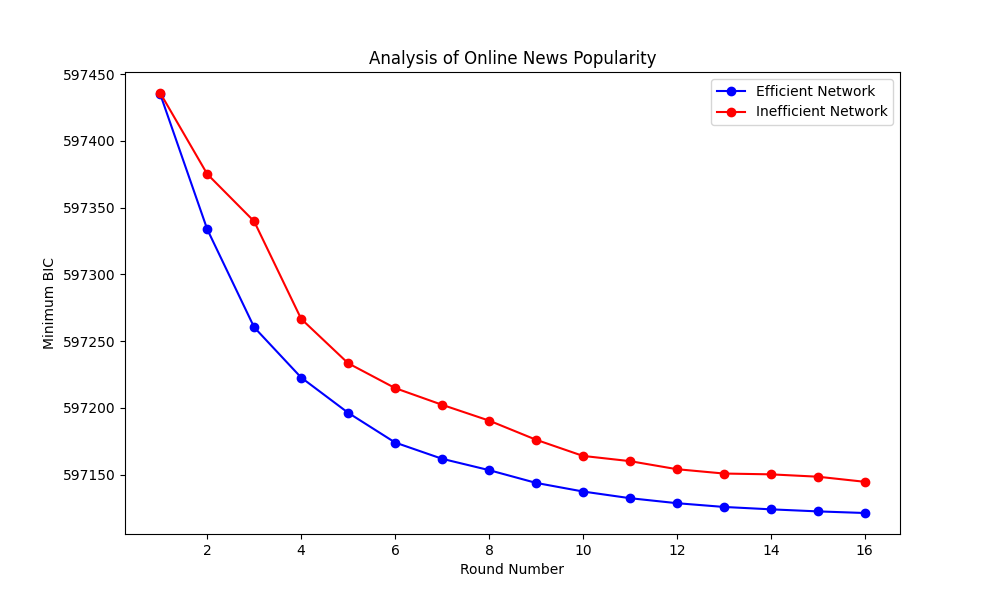 Analysis of Online News Popularity
Efficient Network
Inefficient Network
Minimum BIC
597450
597400
597350
597300
597250
597200
597150
2 4 6 8 10 12 14 16
Round Number